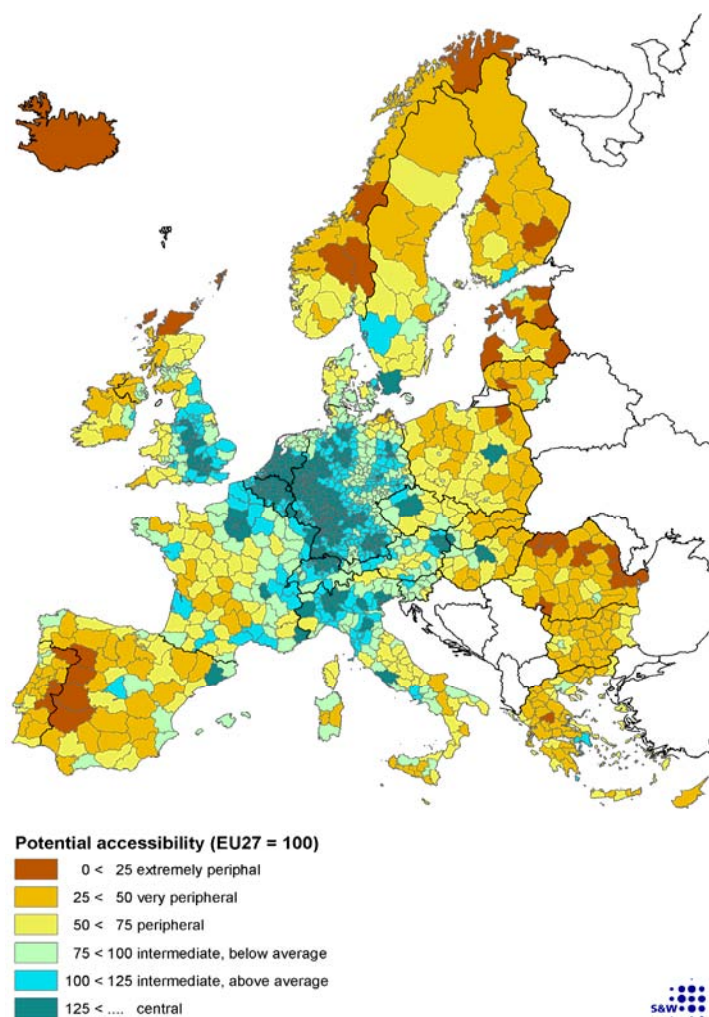 Potential accessibility (EU27 = 100)
0 < 25 extremely periphal
25 < 50 very peripheral
50 < 75 peripheral
75 < 100 intermediate, below average
100 < 125 intermediate, above average
125 < .... central
S&W